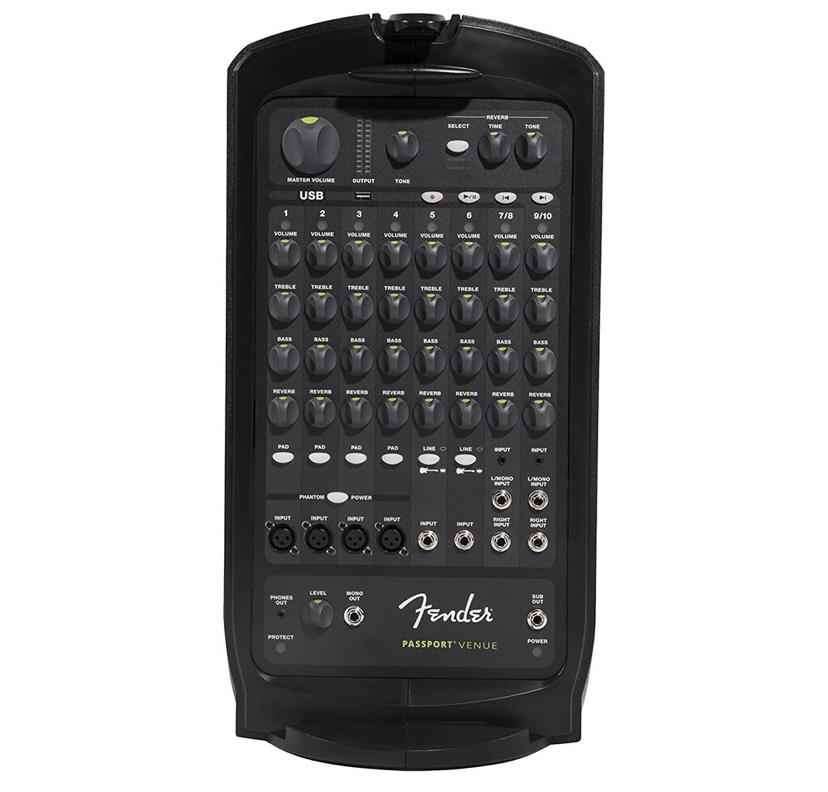 REVERB
SELECT TIME TONE
MASTER VOLUME OUTPUT TONE
USB
1 2 3 4 5 6 7/8 9/10
VOLUME VOLUME VOLUME VOLUME VOLUME VOLUME VOLUME VOLUME
TREBLE TREBLE TREBLE TREBLE TREBLE TREBLE TREBLE TREBLE
BASS BASS BASS BASS BASS BASS BASS BASS
REVERB REVERB REVERB REVERB REVERB REVERB REVERB REVERB
PAD PAD PAD PAD LINE LINE INPUT INPUT
L/MONO INPUT L/MONO INPUT
PHANTOM POWER
INPUT INPUT INPUT INPUT INPUT INPUT RIGHT INPUT RIGHT INPUT
PHONES OUT LEVEL MONO OUT Fender SUB OUT
PROTECT PASSPORT® VENUE POWER